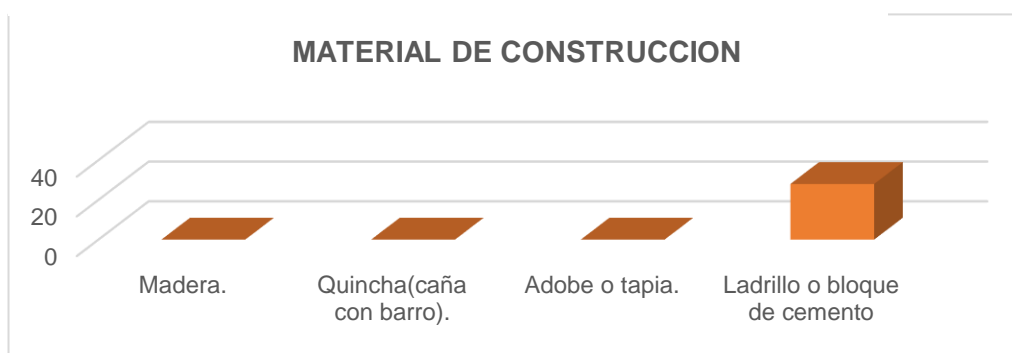 MATERIAL DE CONSTRUCCION
40
20
0
Madera.
Quincha(caña
con barro).
Adobe o tapia.
Ladrillo o bloque
de cemento